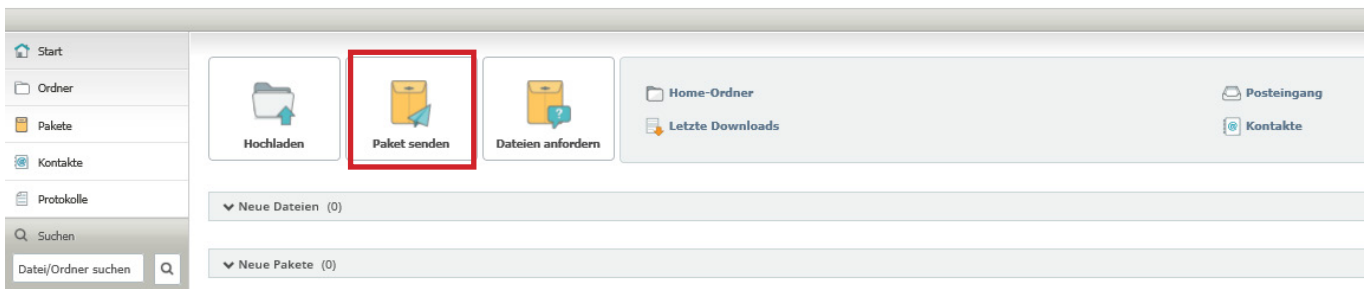 Start
Ordner
Pakete
Kontakte
Protokolle
Suchen
Datei/Ordner suchen
Hochladen
Paket senden
Dateien anfordern
Home-Ordner
Letzte Downloads
Posteingang
Kontakte
Neue Dateien (0)
Neue Pakete (0)